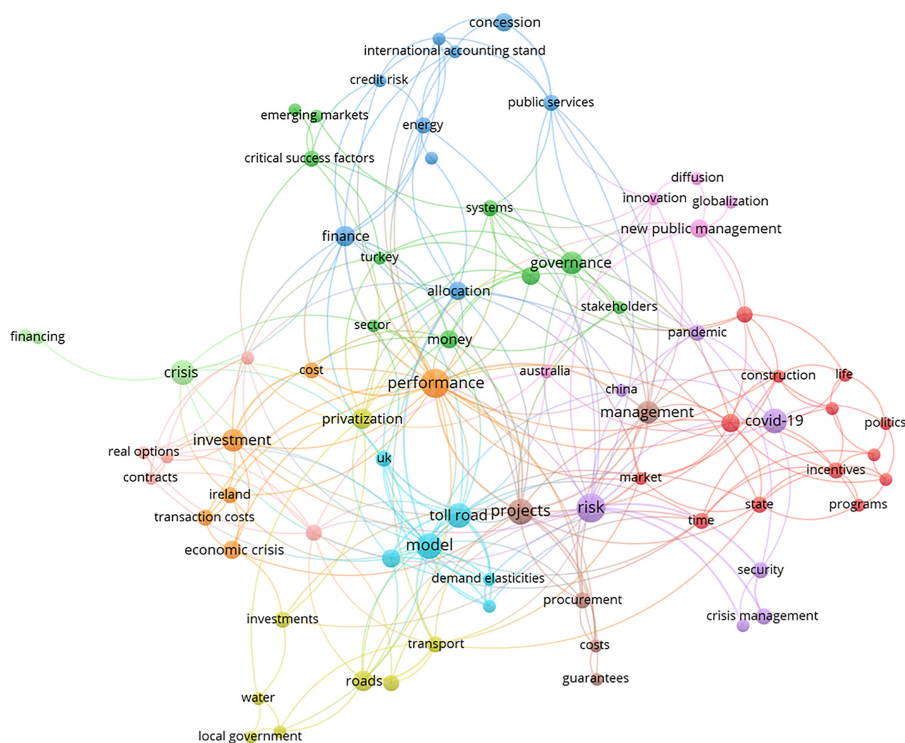 concession
international accounting stand
credit risk
public services
emerging markets
energy
critical success factors
diffusion
innovation
globalization
systems
new public management
finance
turkey
governance
allocation
stakeholders
sector
pandemic
financing
money
crisis
cost
performance
australia
construction
life
china
privatization
management
covid-19
politics
investment
real options
uk
contracts
market
incentives
ireland
state
programs
transaction costs
toll road
projects
risk
time
economic crisis
model
demand elasticities
security
procurement
crisis management
investments
transport
costs
roads
guarantees
water
local government